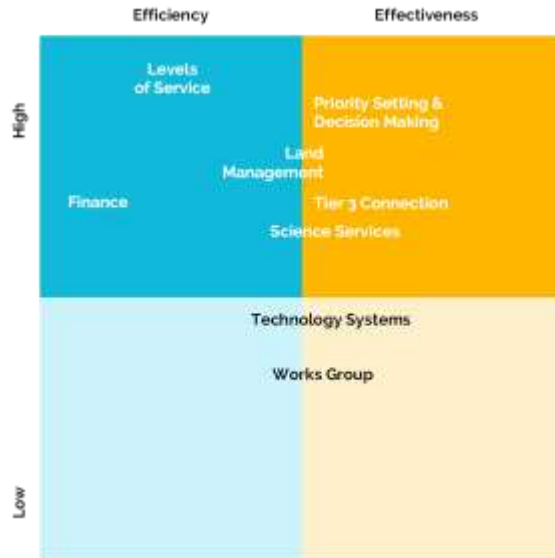 Efficiency
Effectiveness
High
Levels
of Service
Priority Setting &
Decision Making
Land
Management
Finance
Tier 3 Connection
Science Services
Technology Systems
Works Group
Low